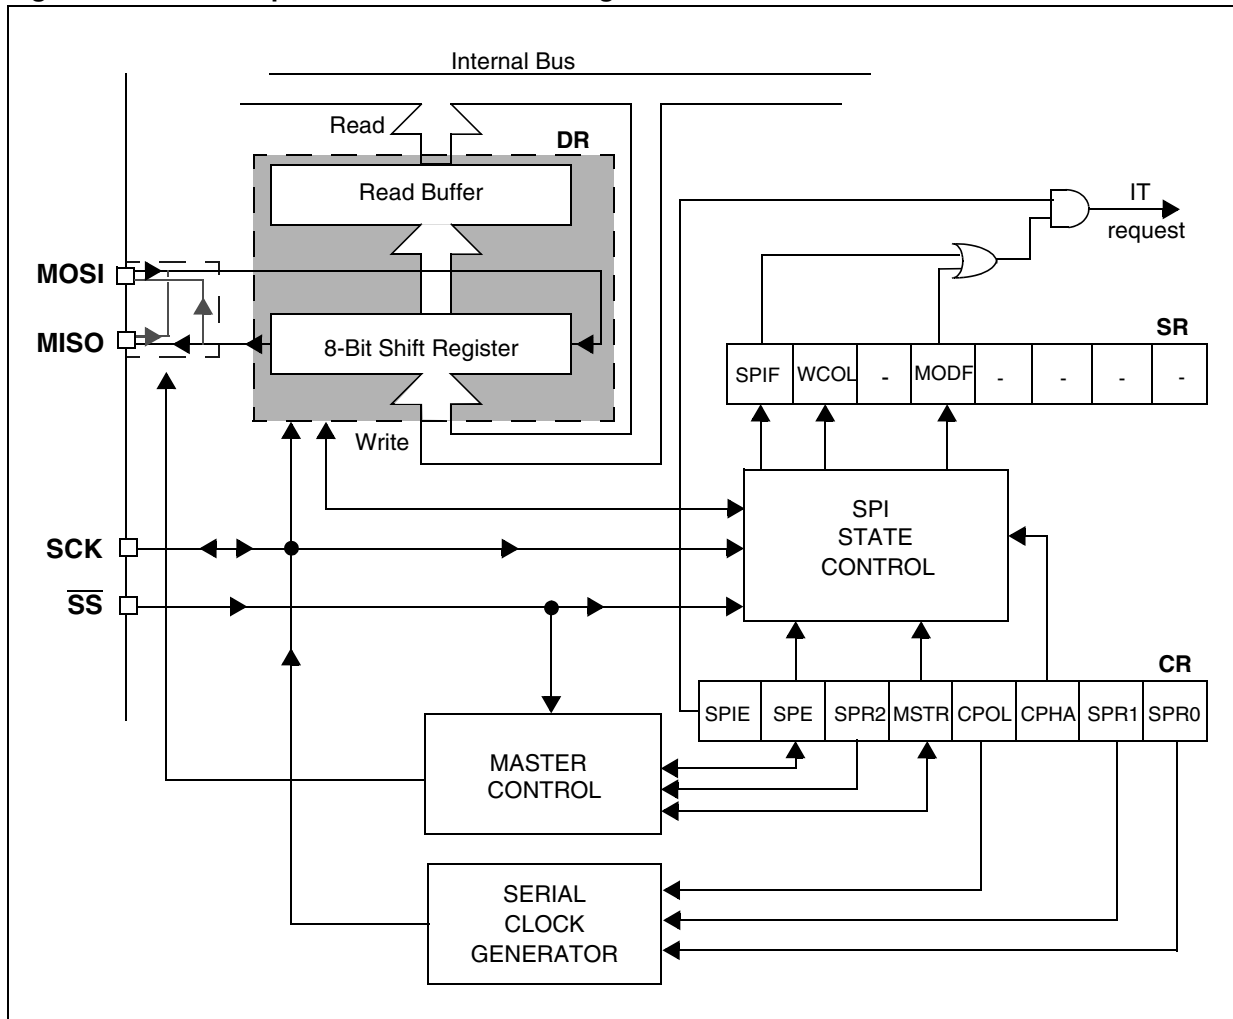 Internal Bus
Read
DR
Read Buffer
IT
request
MOSI
MISO
8-Bit Shift Register
SR
SPIF WCOL - MODF - - - -
Write
SPI
STATE
CONTROL
SCK
SS
CR
SPIE SPE SPR2 MSTR CPOL CPHA SPR1 SPR0
MASTER
CONTROL
SERIAL
CLOCK
GENERATOR